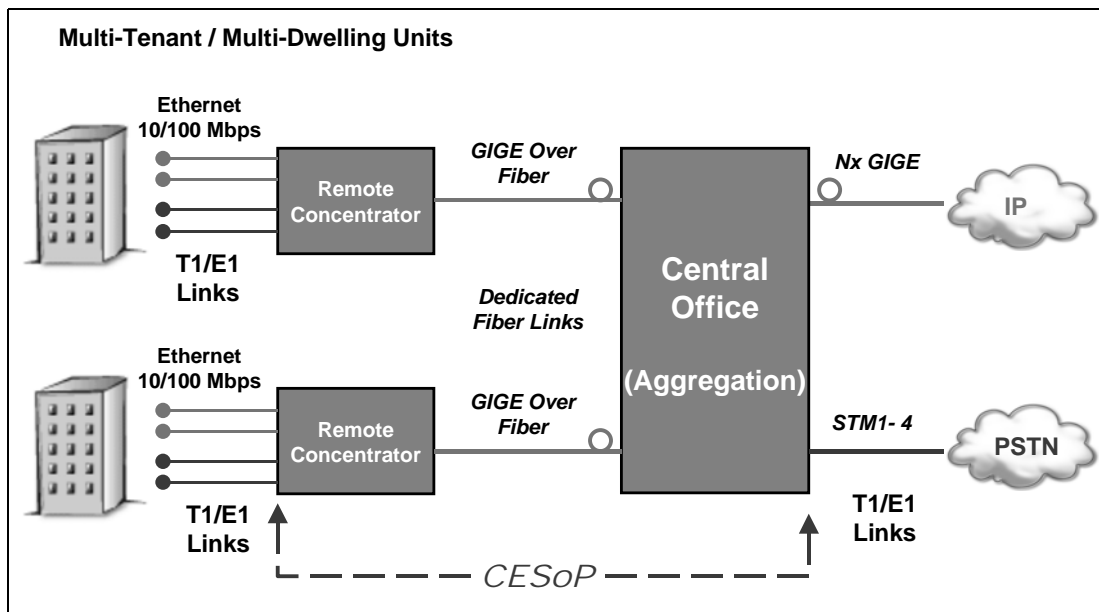 Multi-Tenant / Multi-Dwelling Units
Ethernet
10/100 Mbps
T1/E1
Links
Remote
Concentrator
GIGE Over
Fiber
Dedicated
Fiber Links
Central
Office
(Aggregation)
Nx GIGE
IP
Ethernet
10/100 Mbps
T1/E1
Links
Remote
Concentrator
GIGE Over
Fiber
STM1- 4
PSTN
T1/E1
Links
CESoP